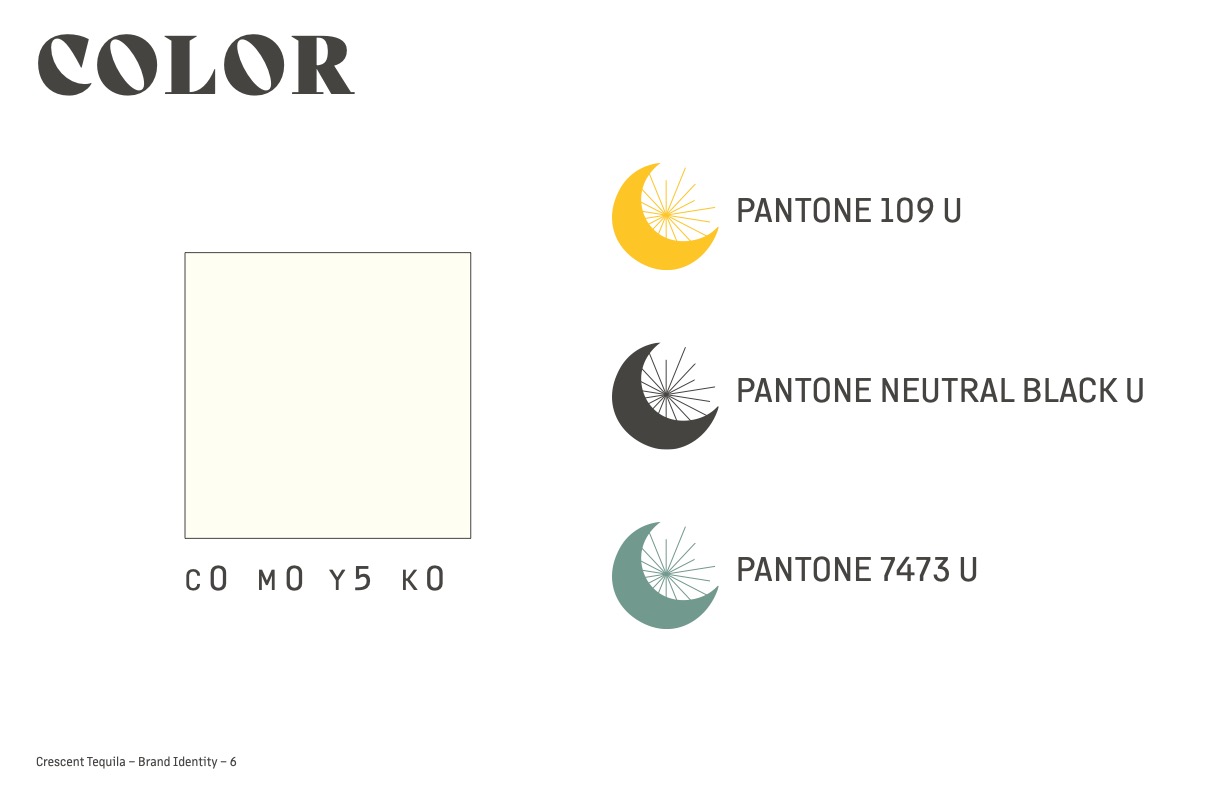 COLOR
C0 M0 Y5 K0
PANTONE 109 U
PANTONE NEUTRAL BLACK U
PANTONE 7473 U
Crescent Tequila – Brand Identity – 6